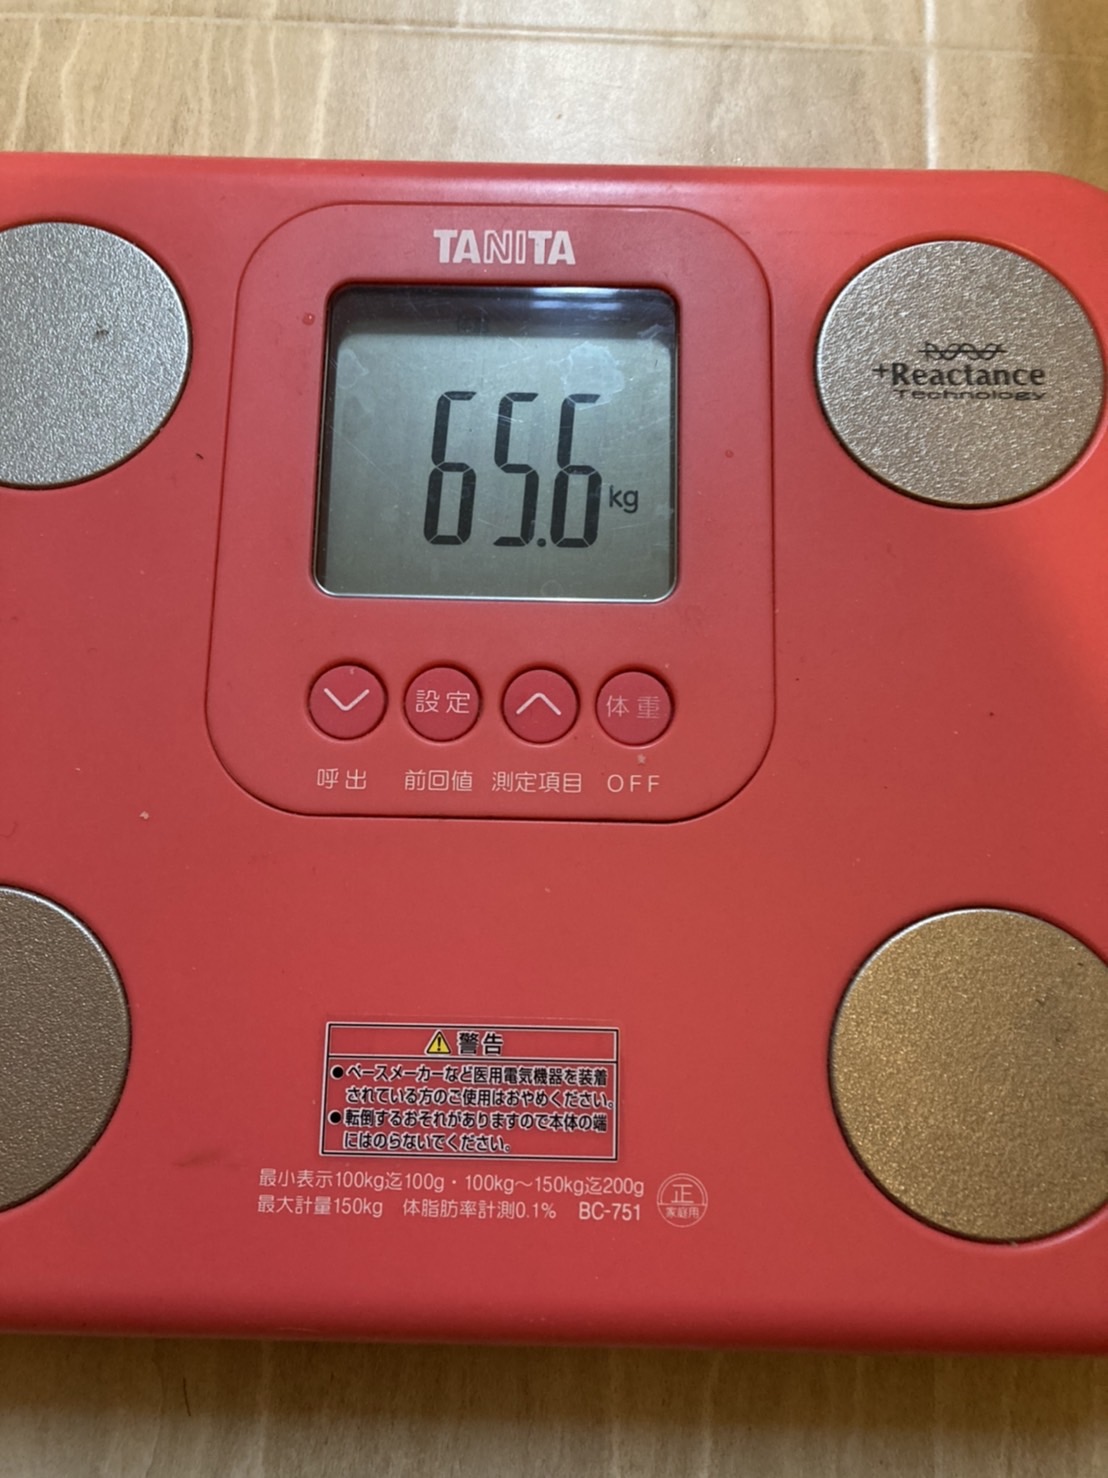 TANITA
+Reactance
Technology
65.6kg
設定
体重
呼出 前回値 測定項目 OFF
警告
●ペースメーカーなど医用電気機器を装着
されている方のご使用はおやめください。
●転倒するおそれがありますので本体の端
にはのらないでください。
最小表示100kg迄100g・100kg～150kg迄200g
最大計量150kg 体脂肪率計測0.1% BC-751
正
家庭用